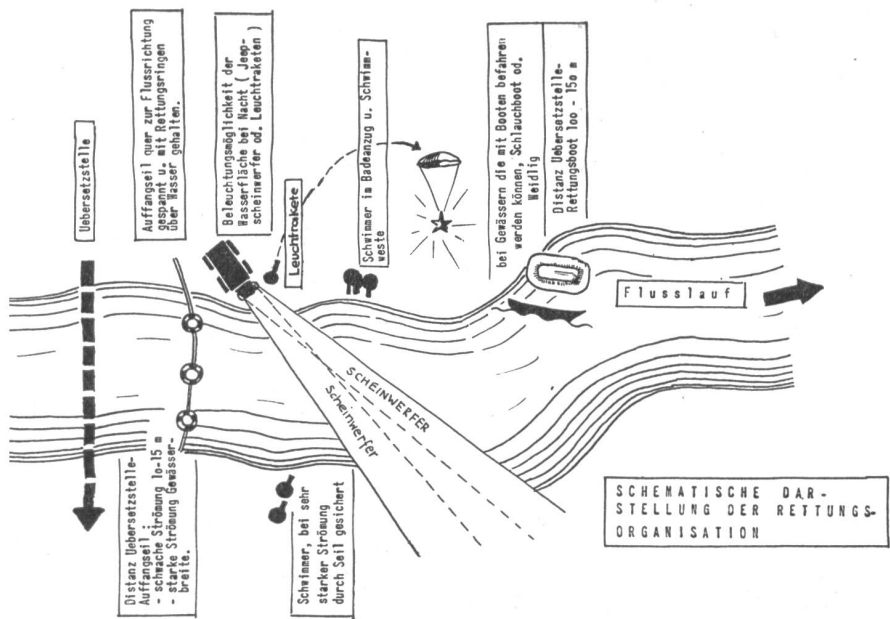 Uebersetzstelle
Auffangseil quer zur Flussrichtung
gespannt u. mit Rettungsringen
über Wasser gehalten.
Beleuchtungsmöglichkeit der
Wasserfläche bei Nacht ( Jeep-
scheinwerfer od. Leuchtraketen )
Leuchtrakete
Schwimmer im Badeanzug u. Schwimm-
weste
bei Gewässern die mit Booten befahren
werden können, Schlauchboot od.
Weidlig
Distanz Uebersetzstelle-
Rettungsboot 100 - 150 m
Flusslauf
SCHEINWERFER
Scheinwerfer
Distanz Uebersetzstelle-
Auffangseil :
- schwache Strömung 10-15 m
- starke Strömung Gewässer-
breite.
Schwimmer, bei sehr
starker Strömung
durch Seil gesichert
SCHEMATISCHE DAR-
STELLUNG DER RETTUNGS-
ORGANISATION